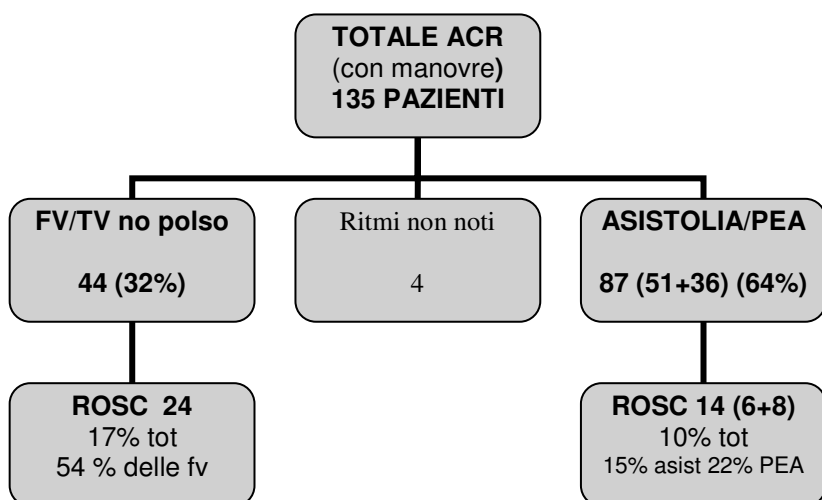 TOTALE ACR
(con manovre)
135 PAZIENTI
FV/TV no polso
44 (32%)
Ritmi non noti
4
ASISTOLIA/PEA
87 (51+36) (64%)
ROSC 24
17% tot
54 % delle fv
ROSC 14 (6+8)
10% tot
15% asist 22% PEA